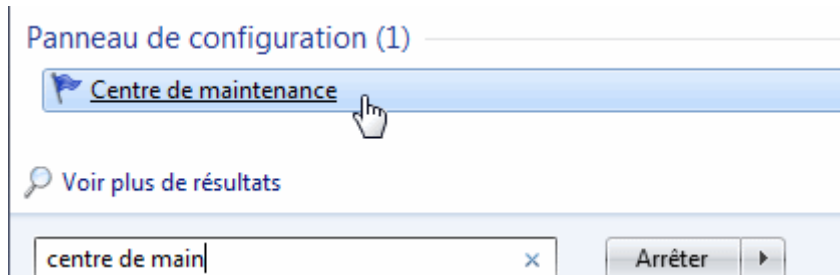 Panneau de configuration (1)
Centre de maintenance
Voir plus de résultats
centre de main
Arrêter